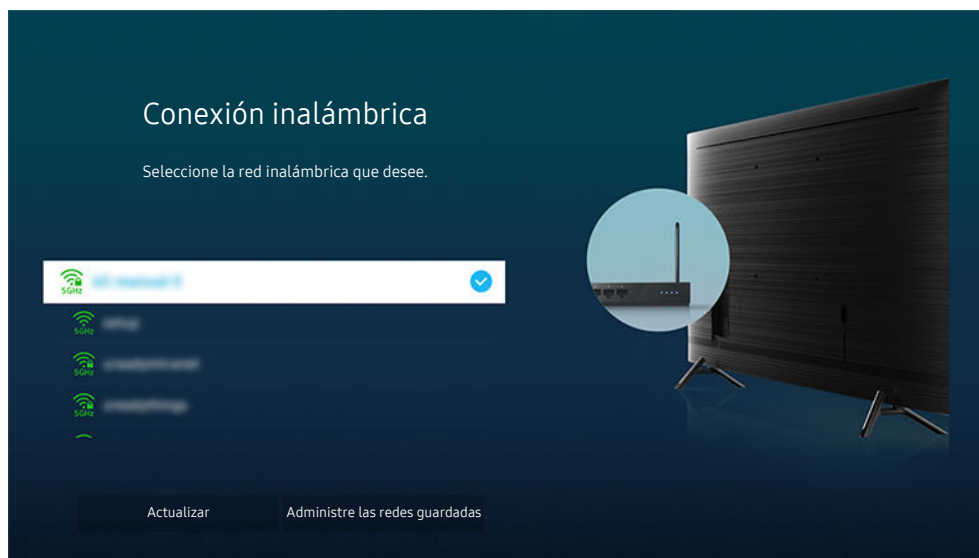 Conexión inalámbrica
Seleccione la red inalámbrica que desee.
5GHz
5GHz
5GHz
5GHz
Actualizar
Administre las redes guardadas